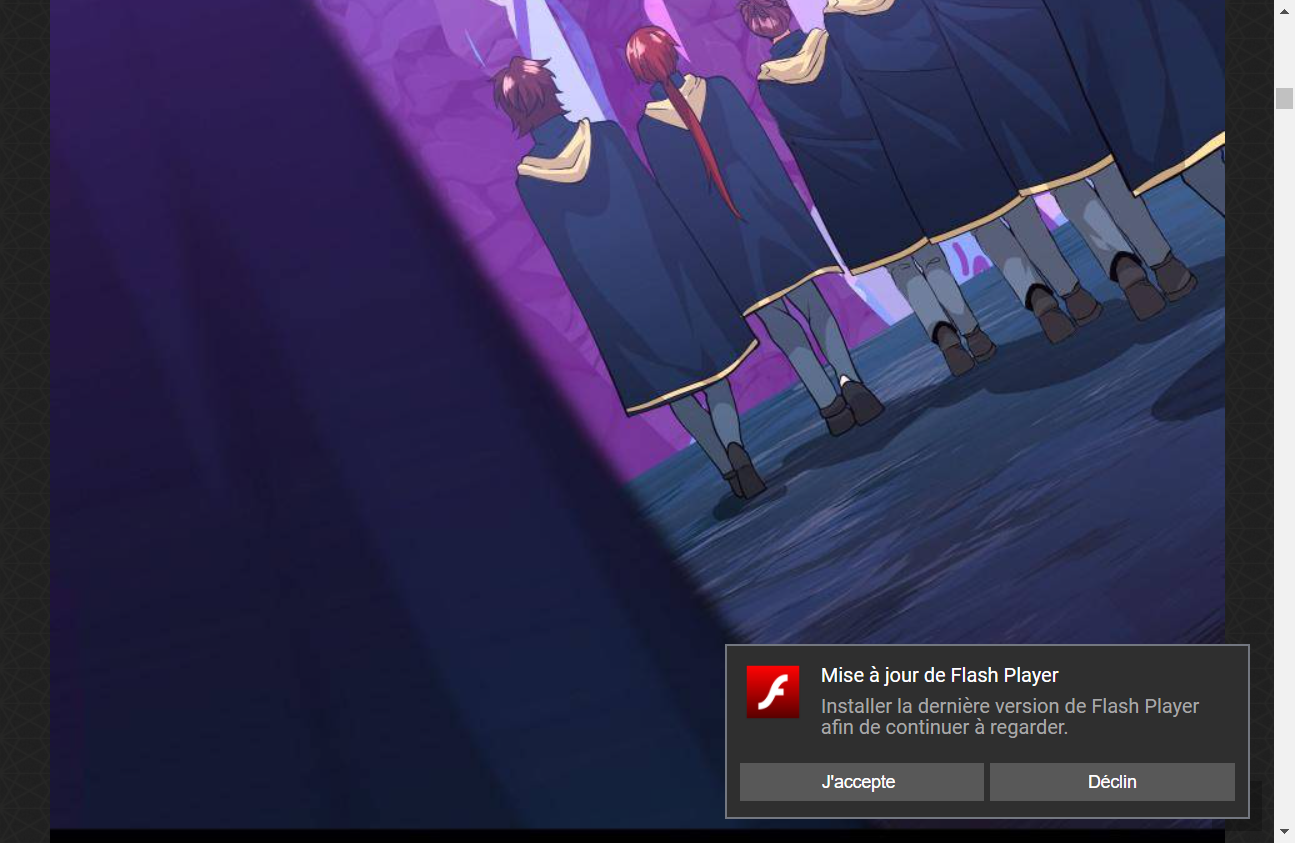 Mise à jour de Flash Player
Installer la dernière version de Flash Player
afin de continuer à regarder.
J'accepte
Déclin